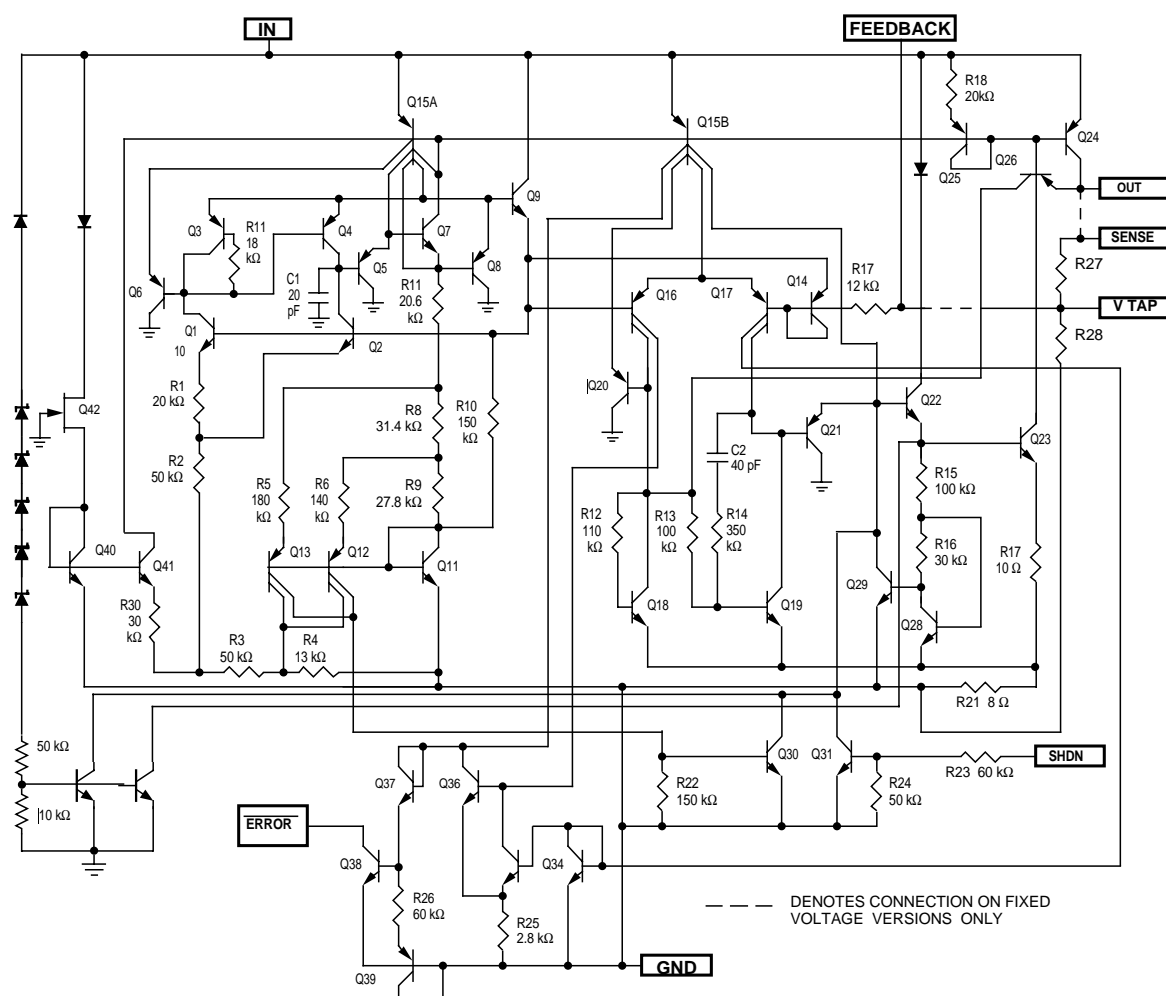 IN
FEEDBACK
R18
20kΩ
Q15A
Q15B
Q24
Q26
Q25
OUT
Q9
SENSE
Q3
R11
18
kΩ
Q4
Q7
R27
Q5
Q8
Q6
C1
20
pF
R11
20.6
kΩ
Q16
Q17
Q14
R17
12 kΩ
V TAP
Q1
10
Q2
R28
R1
20 kΩ
R10
150
kΩ
Q20
Q22
Q42
R8
31.4 kΩ
Q21
Q23
C2
40 pF
R2
50 kΩ
R5
180
kΩ
R6
140
kΩ
R9
27.8 kΩ
R15
100 kΩ
R12
110
kΩ
R13
100
kΩ
R14
350
kΩ
Q40
Q41
Q13
Q12
Q11
R16
30 kΩ
R17
10 Ω
Q29
R30
30
kΩ
Q18
Q19
Q28
R3
50 kΩ
R4
13 kΩ
R21 8 Ω
50 kΩ
Q30
Q31
SHDN
R23 60 kΩ
Q37
Q36
R22
150 kΩ
R24
50 kΩ
10 kΩ
ERROR
Q38
Q34
R26
60 kΩ
R25
2.8 kΩ
DENOTES CONNECTION ON FIXED
VOLTAGE VERSIONS ONLY
GND
Q39